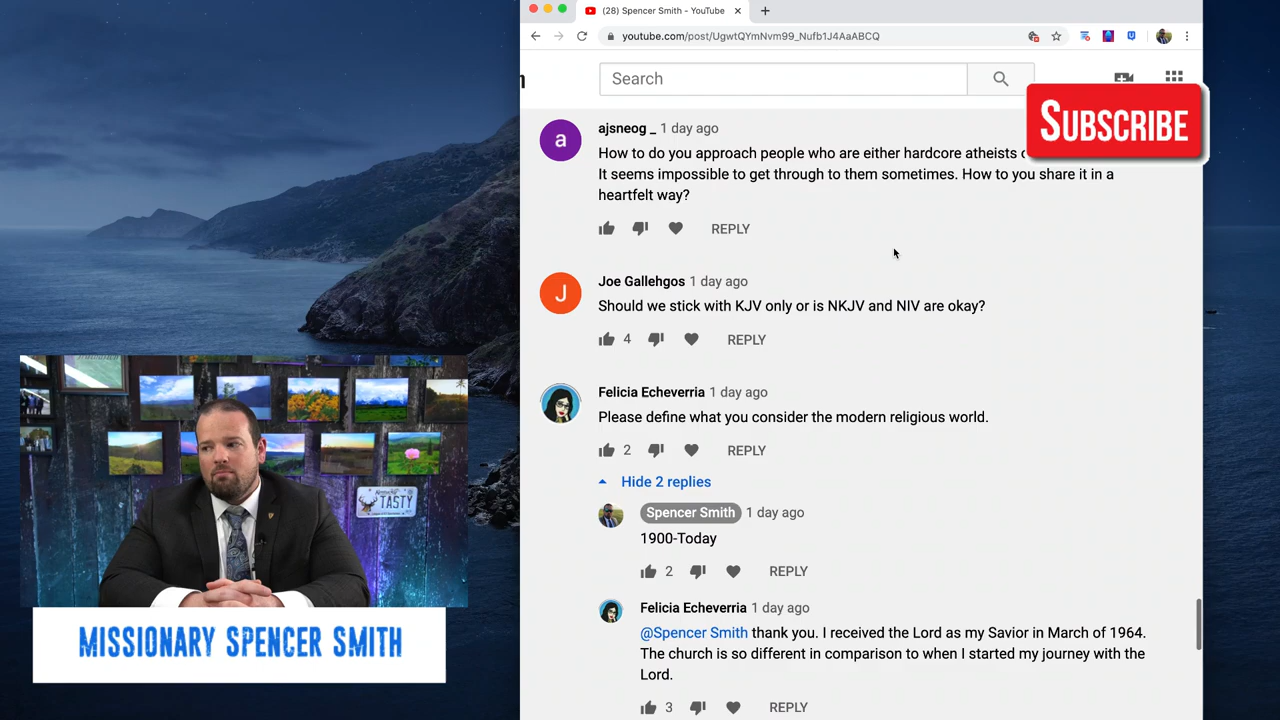 (28) Spencer Smith - YouTube
youtube.com/post/UgwtQYmNvm99_Nufb1J4AaABCQ
Search
SUBSCRIBE
ajsneog _ 1 day ago
How to do you approach people who are either hardcore atheists
It seems impossible to get through to them sometimes. How to you share it in a
heartfelt way?
REPLY
Joe Gallehgos 1 day ago
Should we stick with KJV only or is NKJV and NIV are okay?
4 REPLY
Felicia Echeverria 1 day ago
Please define what you consider the modern religious world.
2 REPLY
Hide 2 replies
Spencer Smith 1 day ago
1900-Today
2 REPLY
Felicia Echeverria 1 day ago
@Spencer Smith thank you. I received the Lord as my Savior in March of 1964.
The church is so different in comparison to when I started my journey with the
Lord.
3 REPLY
a
J
TASTY
MISSIONARY SPENCER SMITH